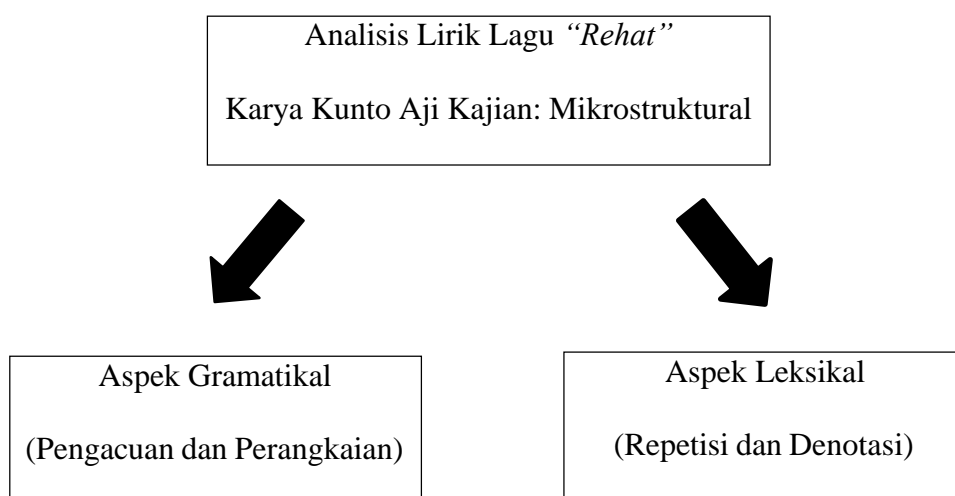 Analisis Lirik Lagu “Rehat”
Karya Kunto Aji Kajian: Mikrostruktural
Aspek Gramatikal
(Pengacuan dan Perangkaian)
Aspek Leksikal
(Repetisi dan Denotasi)